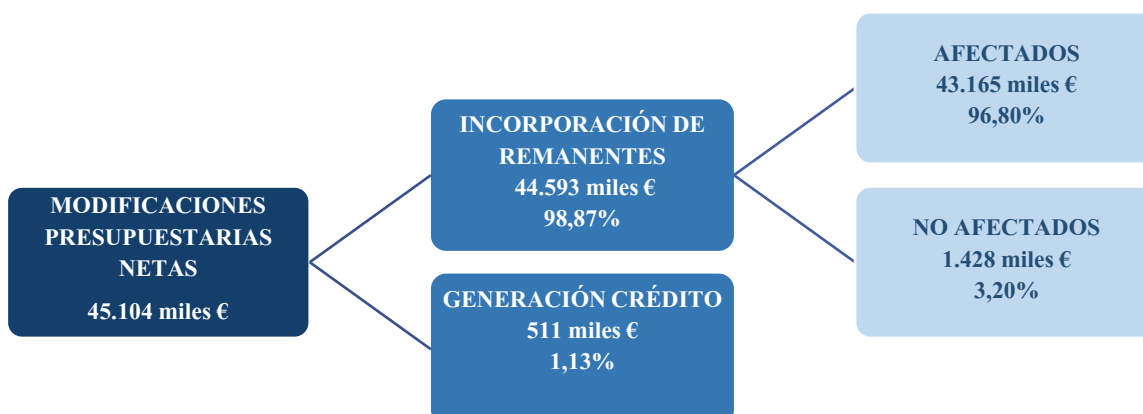 MODIFICACIONES
PRESUPUESTARIAS
NETAS
45.104 miles €
INCORPORACIÓN DE
REMANENTES
44.593 miles €
98,87%
GENERACIÓN CRÉDITO
511 miles €
1,13%
AFECTADOS
43.165 miles €
96,80%
NO AFECTADOS
1.428 miles €
3,20%